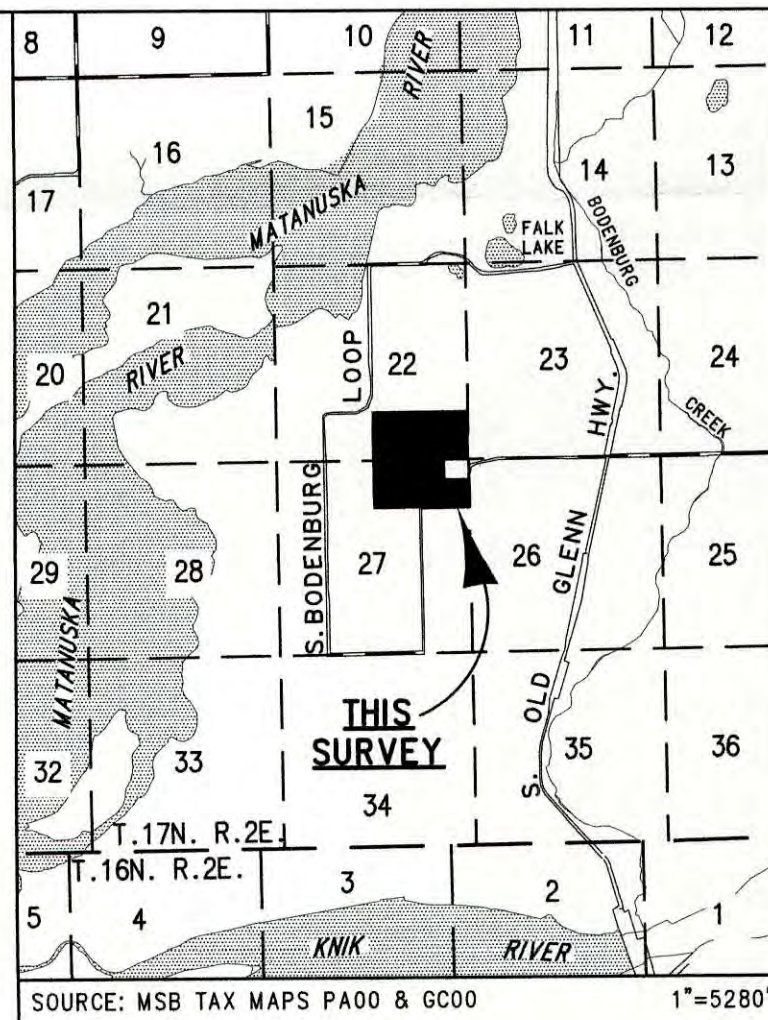 8 9 10 11 12
RIVER
15
16 14 13
17
MATANUSKA
BODENBURG
FALK
LAKE
21
20 RIVER LOOP 22 23 24
HWY.
CREEK
S. BODENBURG
29 28 27 26 25
GLENN
MATANUSKA
THIS
SURVEY
S. OLD
32 33 35 36
34
T.17N. R.2E.
T.16N. R.2E.
5 4 3 2 1
KNIK RIVER
SOURCE: MSB TAX MAPS PA00 & GC00 1"=5280'